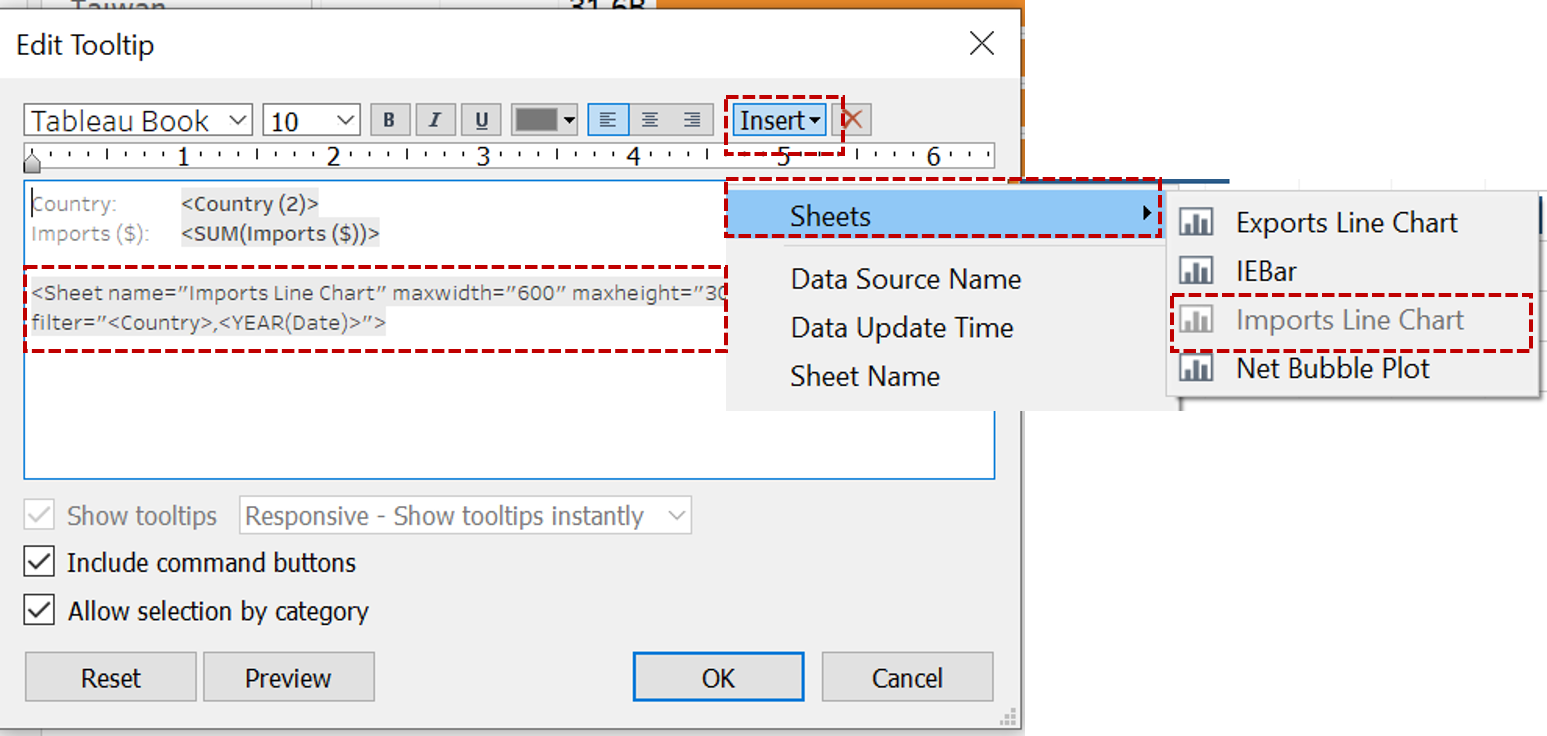 Taiwan
31.6B
Edit Tooltip
Tableau Book 10 B I U Insert
1 2 3 4 5 6
Country: <Country (2)>
Imports ($): <SUM(Imports ($))>
<Sheet name="Imports Line Chart" maxwidth="600" maxheight="30
filter="<Country>,<YEAR(Date)>">
Sheets
Data Source Name
Data Update Time
Sheet Name
Exports Line Chart
IEBar
Imports Line Chart
Net Bubble Plot
Show tooltips Responsive - Show tooltips instantly
Include command buttons
Allow selection by category
Reset Preview OK Cancel